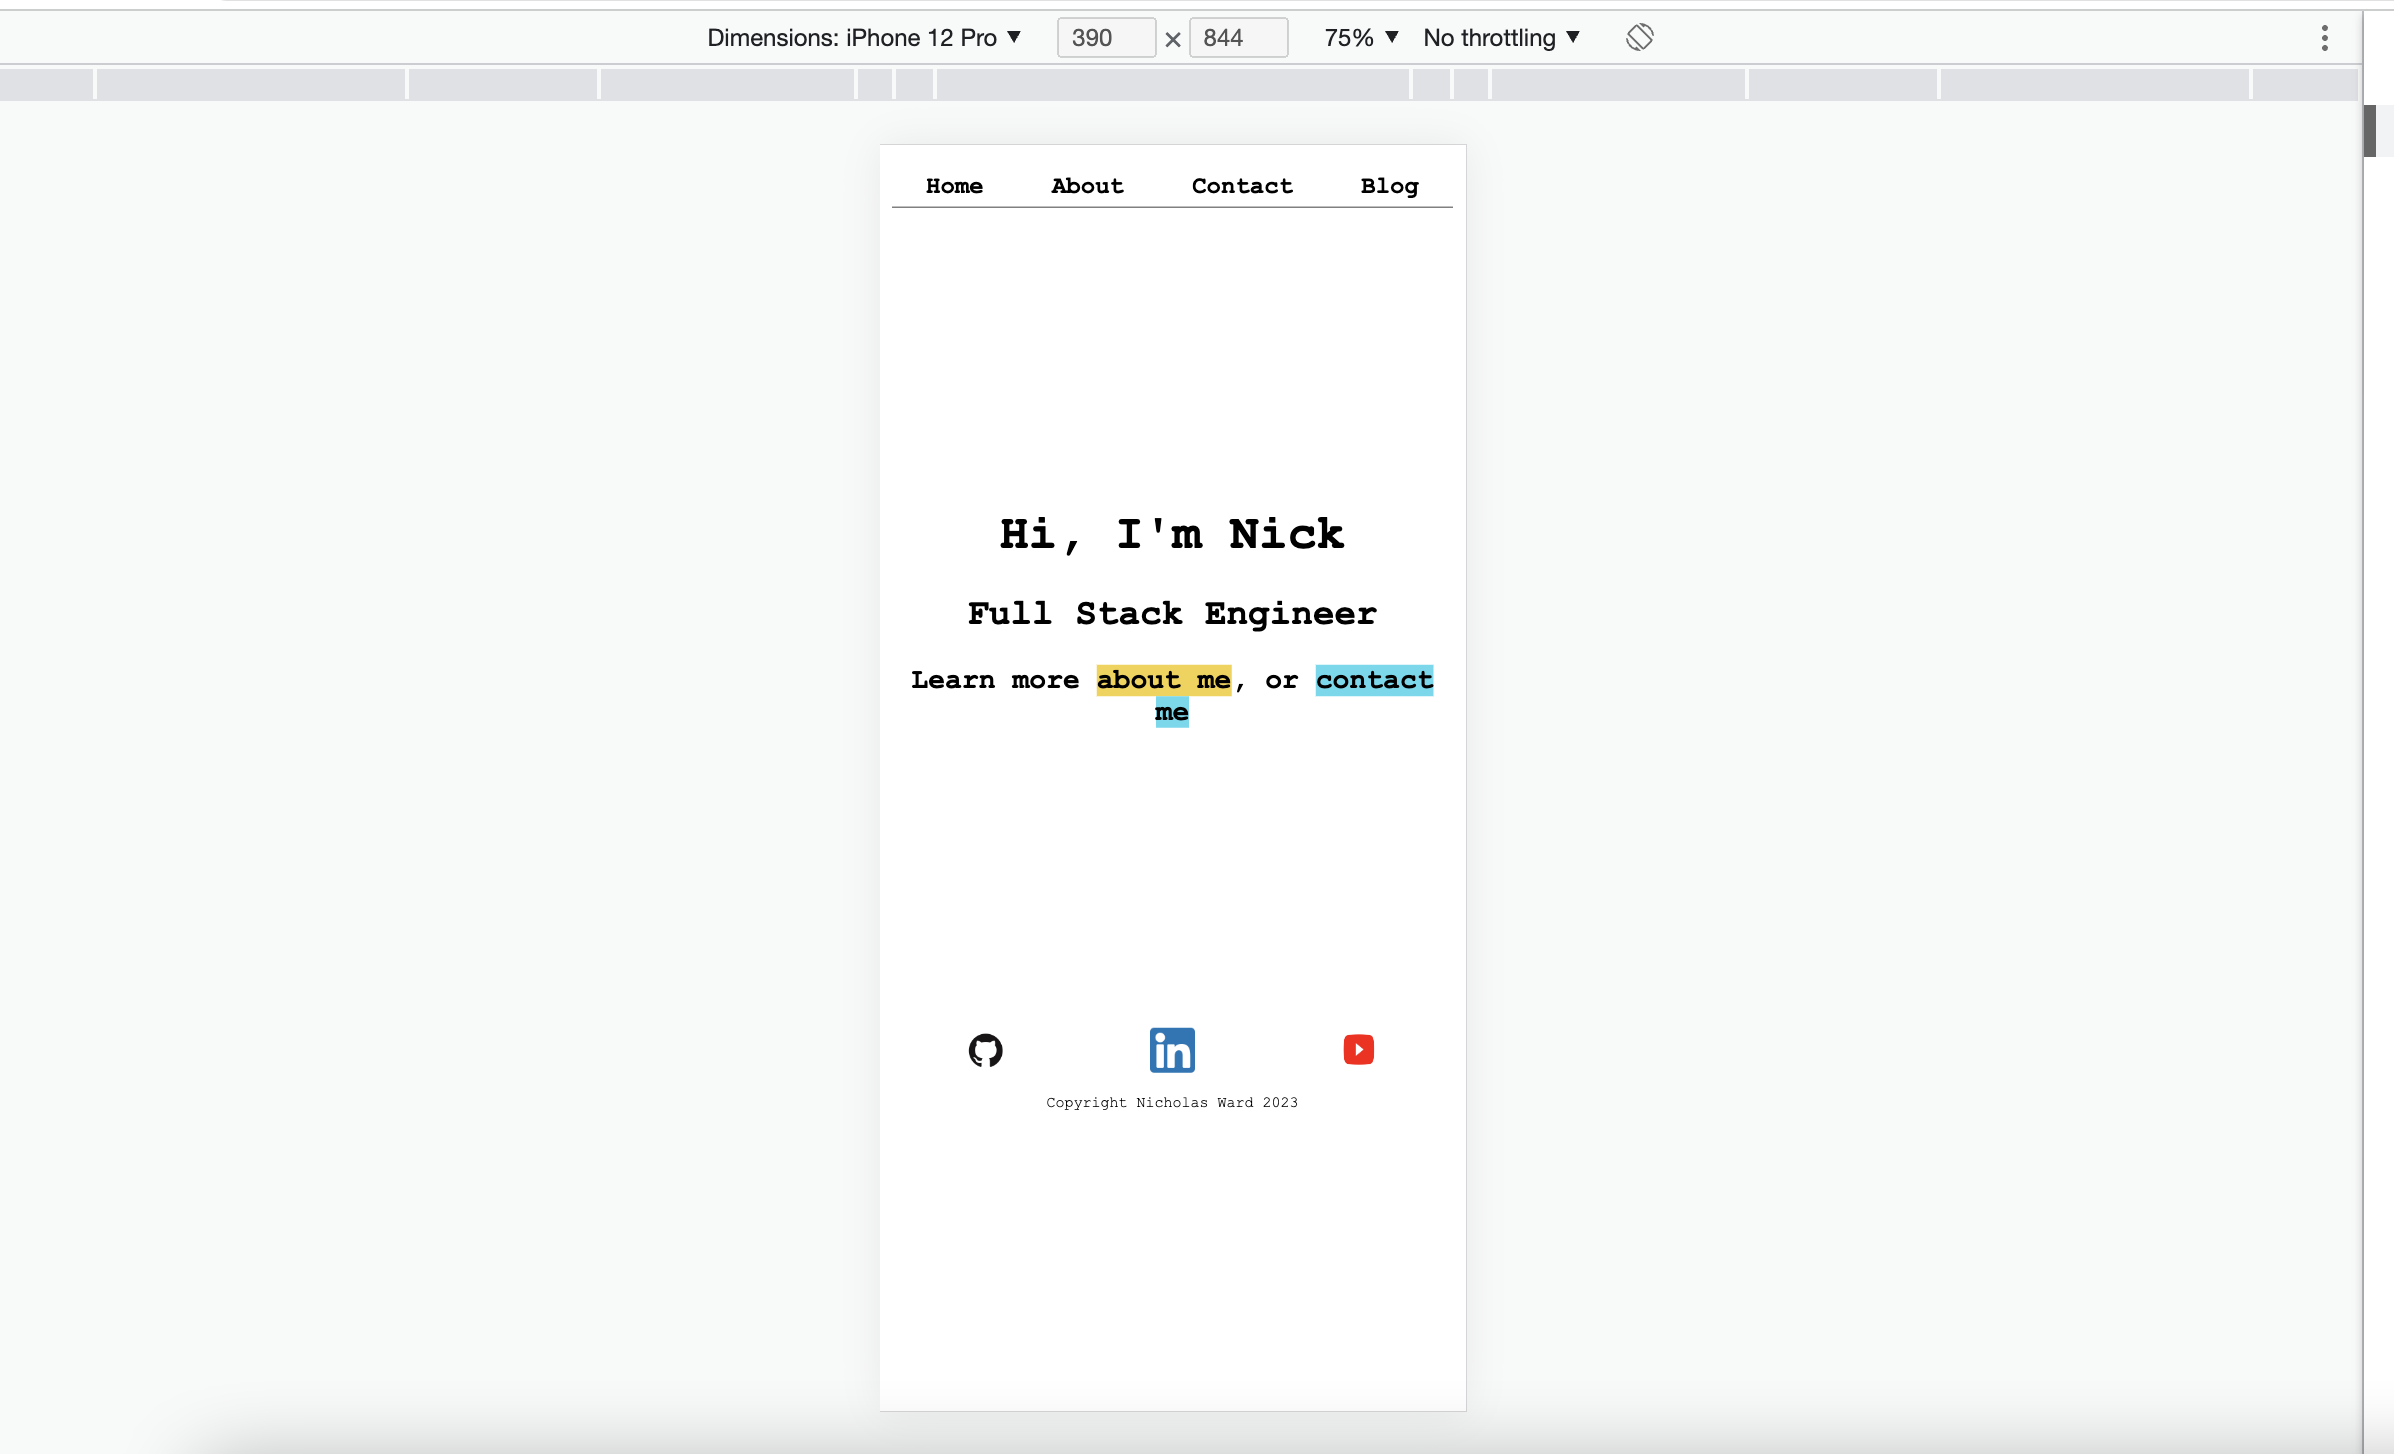 Dimensions: iPhone 12 Pro ▼ 390 × 844 75% ▼ No throttling ▼
Home About Contact Blog
Hi, I'm Nick
Full Stack Engineer
Learn more about me, or contact
me
in
Copyright Nicholas Ward 2023